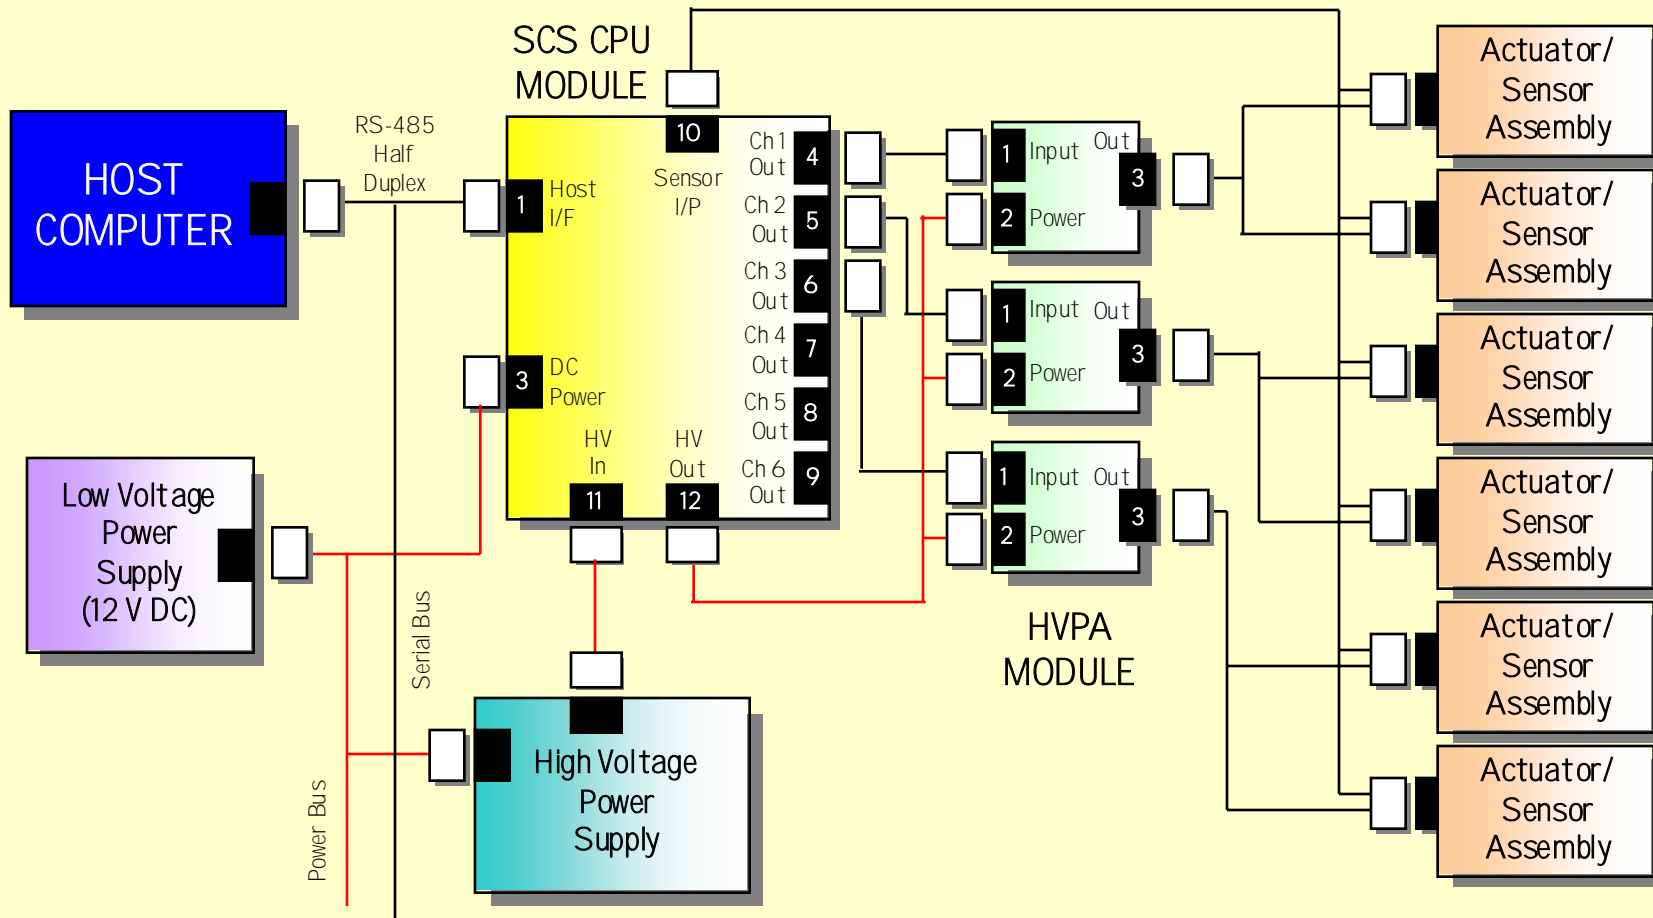 SCS CPU
MODULE
HOST
COMPUTER
RS-485
Half
Duplex
1
Host
I/F
10
Sensor
I/P
Ch1
Out
4
Ch 2
Out
5
Ch 3
Out
6
Ch 4
Out
7
Ch 5
Out
8
Ch 6
Out
9
3
DC
Power
HV
In
11
HV
Out
12
Low Voltage
Power
Supply
(12 V DC)
Serial Bus
Power Bus
High Voltage
Power
Supply
1 Input Out
3
2 Power
1 Input Out
3
2 Power
1 Input Out
3
2 Power
HVPA
MODULE
Actuator/
Sensor
Assembly
Actuator/
Sensor
Assembly
Actuator/
Sensor
Assembly
Actuator/
Sensor
Assembly
Actuator/
Sensor
Assembly
Actuator/
Sensor
Assembly